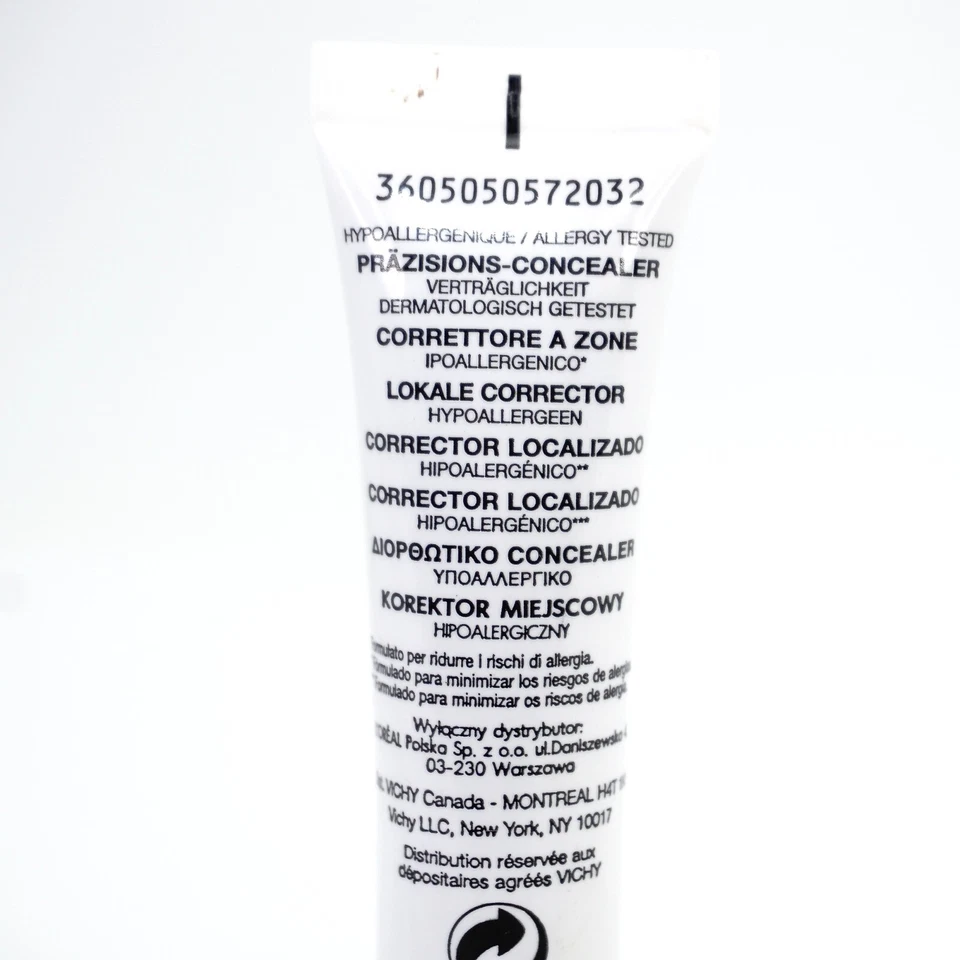 3605050572032
HYPOALLERGENIQUE / ALLERGY TESTED
PRÄZISIONS-CONCEALER
VERTRÄGLICHKEIT
DERMATOLOGISCH GETESTET
CORRETTORE A ZONE
IPOALLERGENICO*
LOKALE CORRECTOR
HYPOALLERGEEN
CORRECTOR LOCALIZADO
HIPOALERGÉNICO**
CORRECTOR LOCALIZADO
HIPOALERGÉNICO***
ΔΙΟΡΘΩΤΙΚΟ CONCEALER
ΥΠΟΑΛΛΕΡΓΙΚΟ
KOREKTOR MIEJSCOWY
HIPOALERGICZNY
Formulato per ridurre i rischi di allergia.
Formulado para minimizar los riesgos de
Formulado para minimizar os riscos de
Wyłączny dystrybutor:
Polska Sp. z o.o. ul.Daniszewska
03-230 Warszawa
VICHY Canada - MONTREAL H4T
Vichy LLC, New York, NY 10017
Distribution réservée aux
dépositaires agréés VICHY